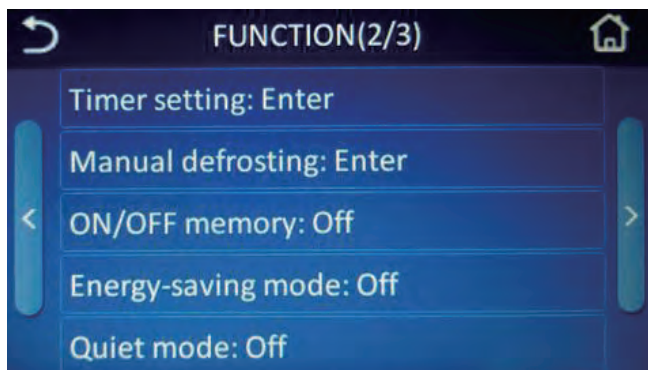 FUNCTION(2/3)
Timer setting: Enter
Manual defrosting: Enter
ON/OFF memory: Off
Energy-saving mode: Off
Quiet mode: Off